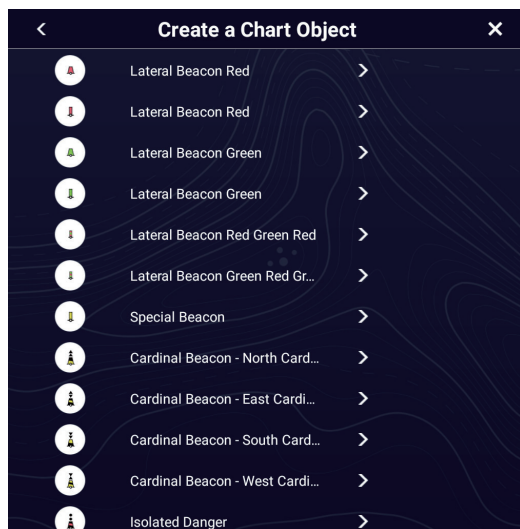 Create a Chart Object
Lateral Beacon Red
Lateral Beacon Red
Lateral Beacon Green
Lateral Beacon Green
Lateral Beacon Red Green Red
Lateral Beacon Green Red Gr...
Special Beacon
Cardinal Beacon - North Card...
Cardinal Beacon - East Cardi...
Cardinal Beacon - South Card...
Cardinal Beacon - West Cardi...
Isolated Danger